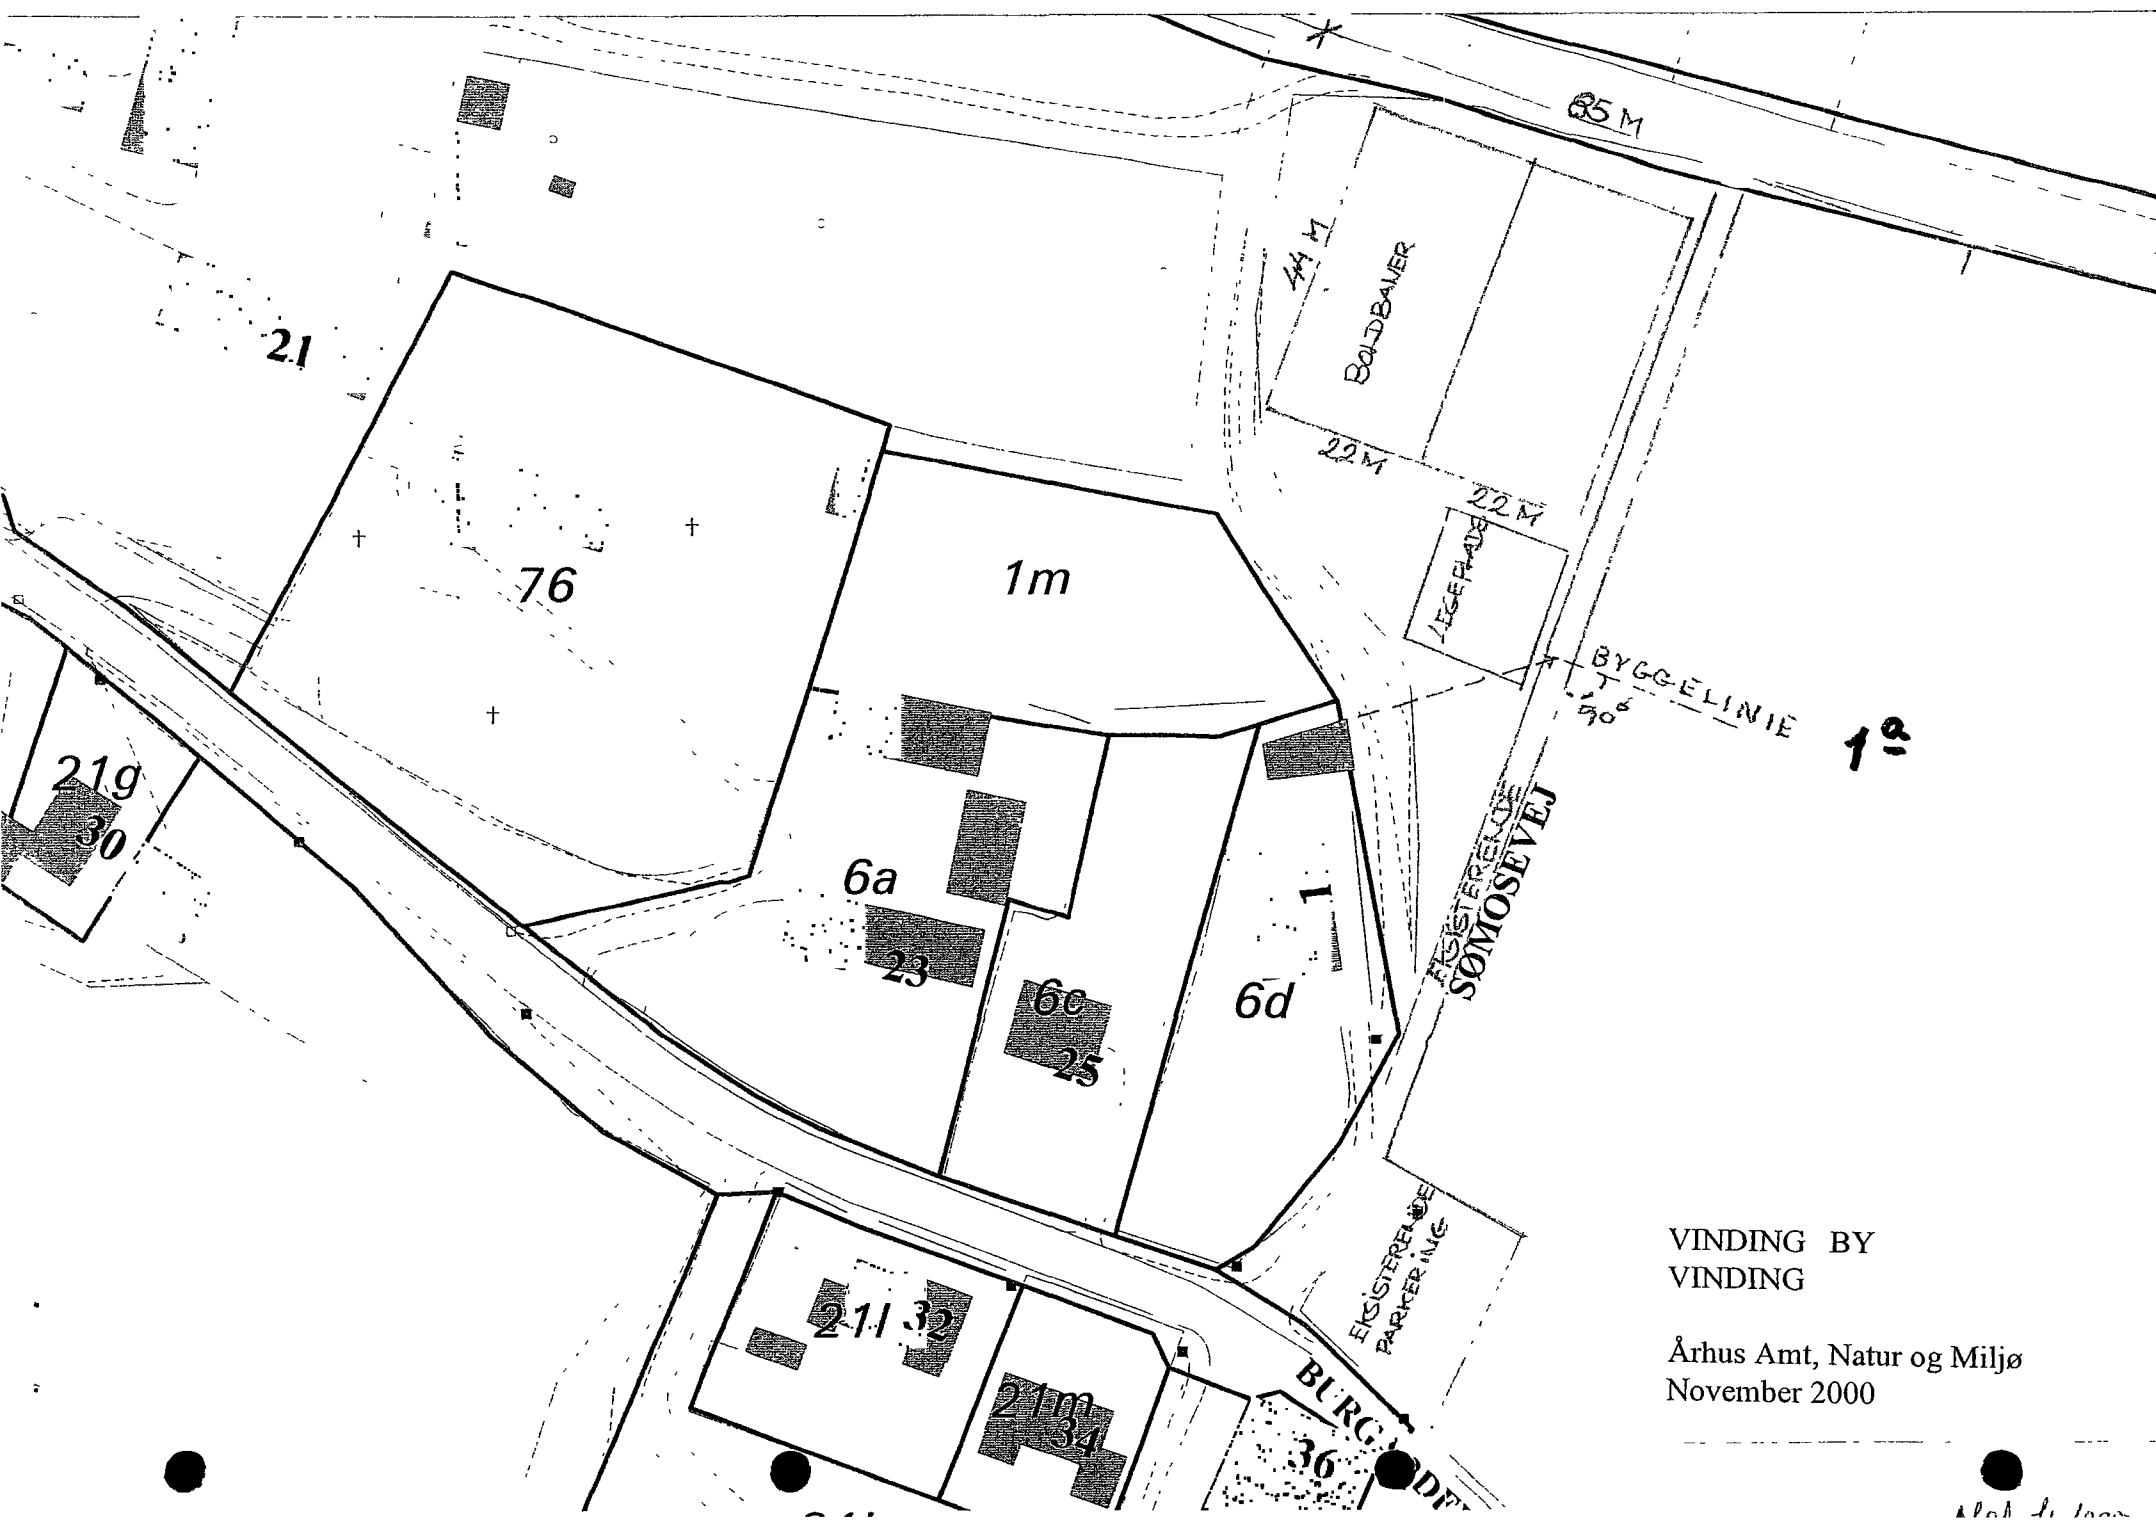 85 M
44 M
BOLDBANER
21
22 M
22 M
LEGEPLADS
76
1m
BYGGELINIE
90°
1a
21g
30
EKSISTERENDE
SØMOSEVEJ
6a
1
23
6c
6d
25
EKSISTERENDE
PARKERING
VINDING BY
VINDING
21l
32
Århus Amt, Natur og Miljø
November 2000
21m
34
36